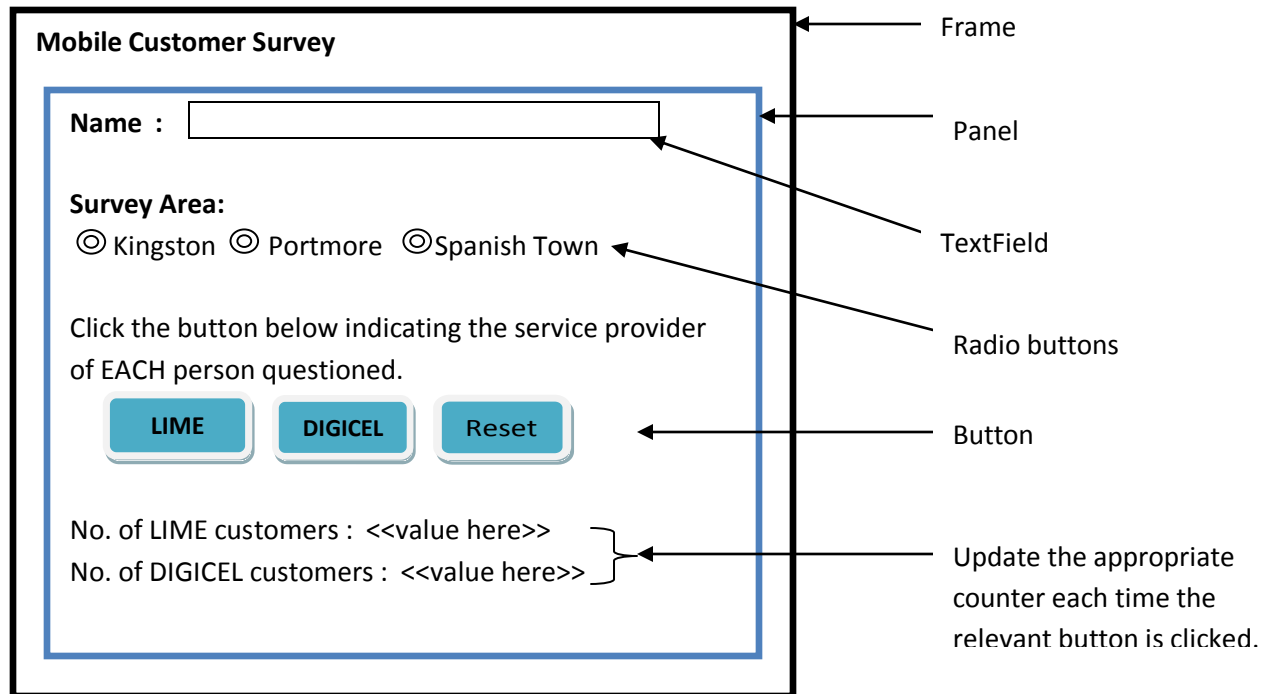 Mobile Customer Survey
Name :
Survey Area:
Kingston Portmore Spanish Town
Click the button below indicating the service provider
of EACH person questioned.
LIME DIGICEL Reset
No. of LIME customers : <<value here>>
No. of DIGICEL customers : <<value here>>
Frame
Panel
TextField
Radio buttons
Button
Update the appropriate
counter each time the
relevant button is clicked.